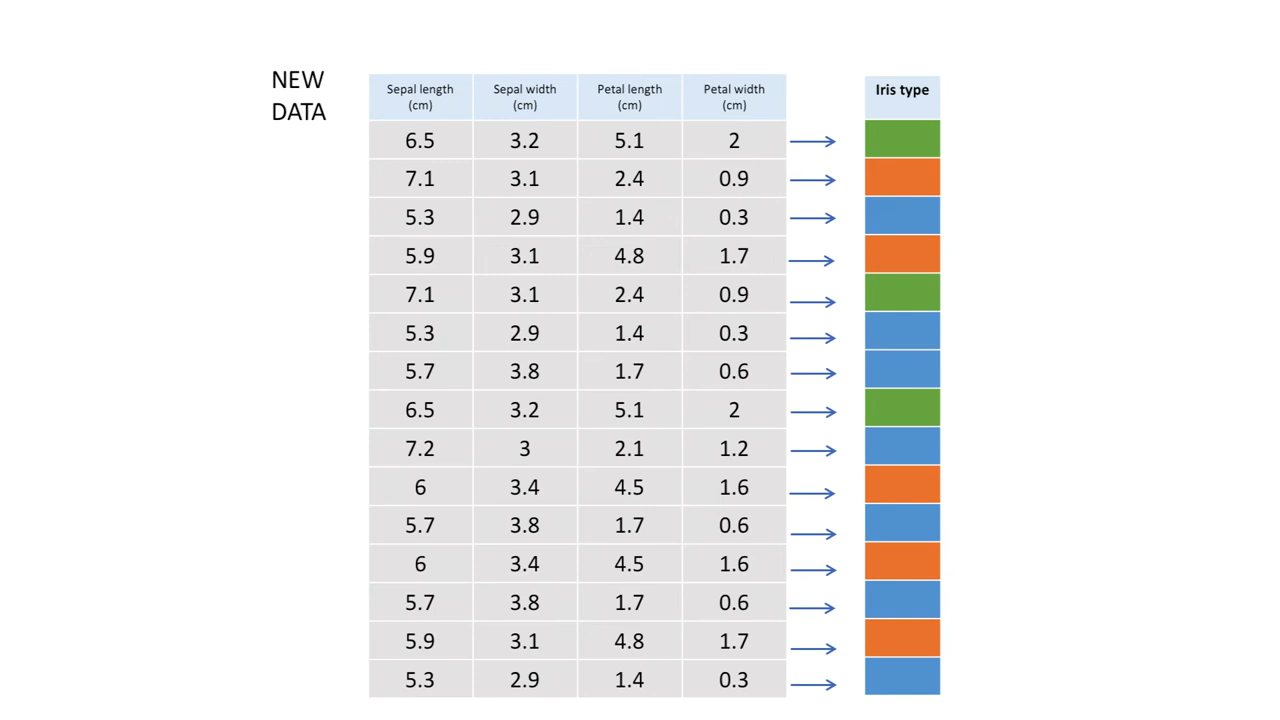 NEW
DATA
Sepal length
(cm)
Sepal width
(cm)
Petal length
(cm)
Petal width
(cm)
Iris type
6.5 3.2 5.1 2
7.1 3.1 2.4 0.9
5.3 2.9 1.4 0.3
5.9 3.1 4.8 1.7
7.1 3.1 2.4 0.9
5.3 2.9 1.4 0.3
5.7 3.8 1.7 0.6
6.5 3.2 5.1 2
7.2 3 2.1 1.2
6 3.4 4.5 1.6
5.7 3.8 1.7 0.6
6 3.4 4.5 1.6
5.7 3.8 1.7 0.6
5.9 3.1 4.8 1.7
5.3 2.9 1.4 0.3